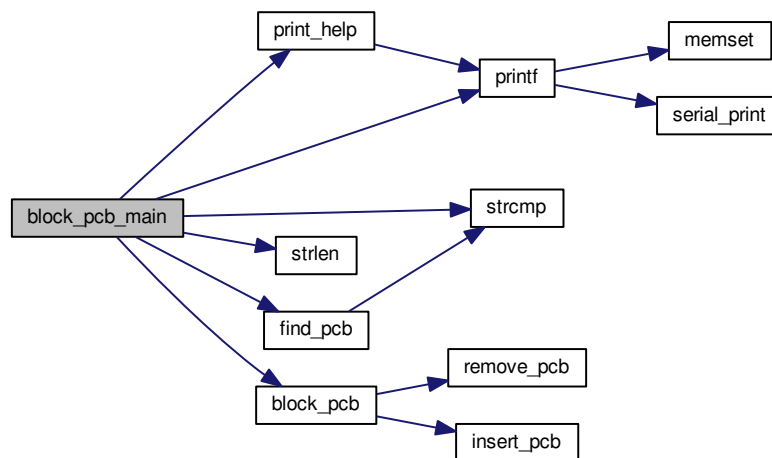 print_help
memset
printf
serial_print
block_pcb_main
strcmp
strlen
find_pcb
remove_pcb
block_pcb
insert_pcb